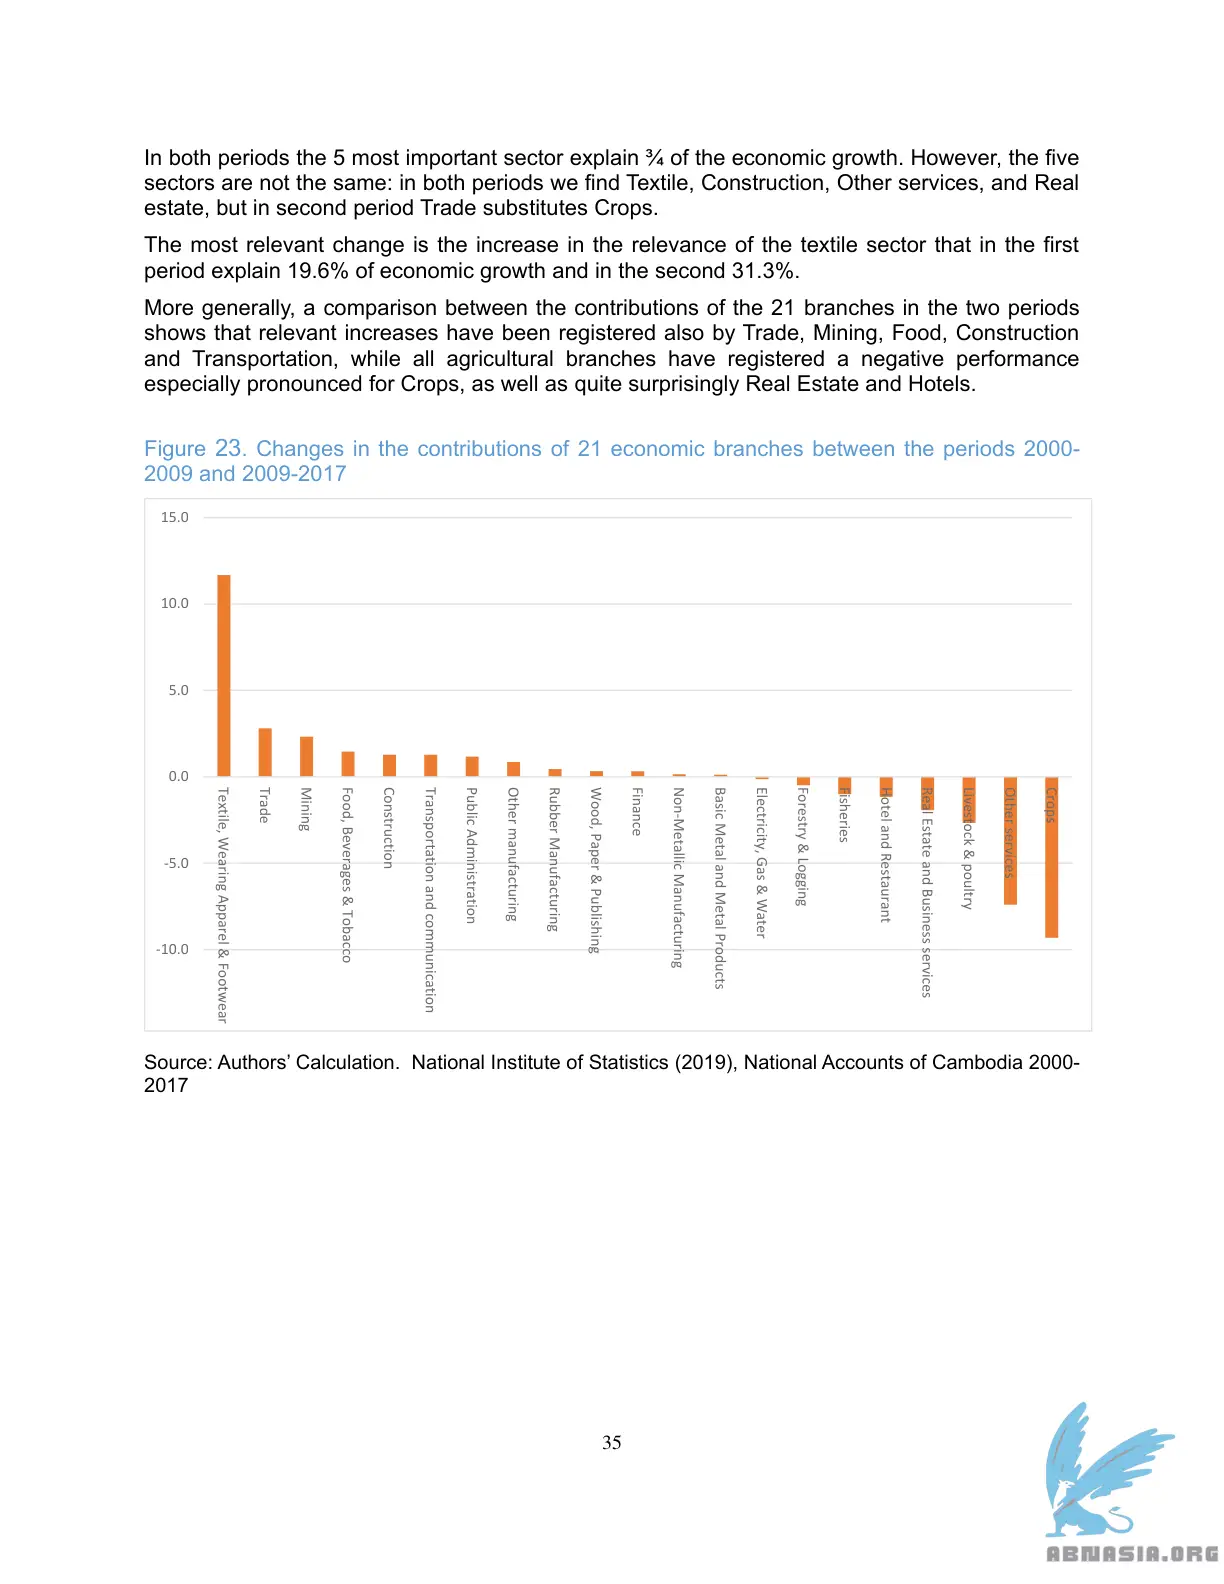 In both periods the 5 most important sector explain ¾ of the economic growth. However, the five
sectors are not the same: in both periods we find Textile, Construction, Other services, and Real
estate, but in second period Trade substitutes Crops.
The most relevant change is the increase in the relevance of the textile sector that in the first
period explain 19.6% of economic growth and in the second 31.3%.
More generally, a comparison between the contributions of the 21 branches in the two periods
shows that relevant increases have been registered also by Trade, Mining, Food, Construction
and Transportation, while all agricultural branches have registered a negative performance
especially pronounced for Crops, as well as quite surprisingly Real Estate and Hotels.
Figure 23. Changes in the contributions of 21 economic branches between the periods 2000-
2009 and 2009-2017
15.0
10.0
5.0
0.0
-5.0
-10.0
Textile, Wearing Apparel & Footwear
Trade
Mining
Food, Beverages & Tobacco
Construction
Transportation and communication
Public Administration
Other manufacturing
Rubber Manufacturing
Wood, Paper & Publishing
Finance
Non-Metallic Manufacturing
Basic Metal and Metal Products
Electricity, Gas & Water
Forestry & Logging
Fisheries
Hotel and Restaurant
Real Estate and Business services
Livestock & poultry
Other services
Crops
Source: Authors’ Calculation.  National Institute of Statistics (2019), National Accounts of Cambodia 2000-
2017
35
ABNASIA.ORG